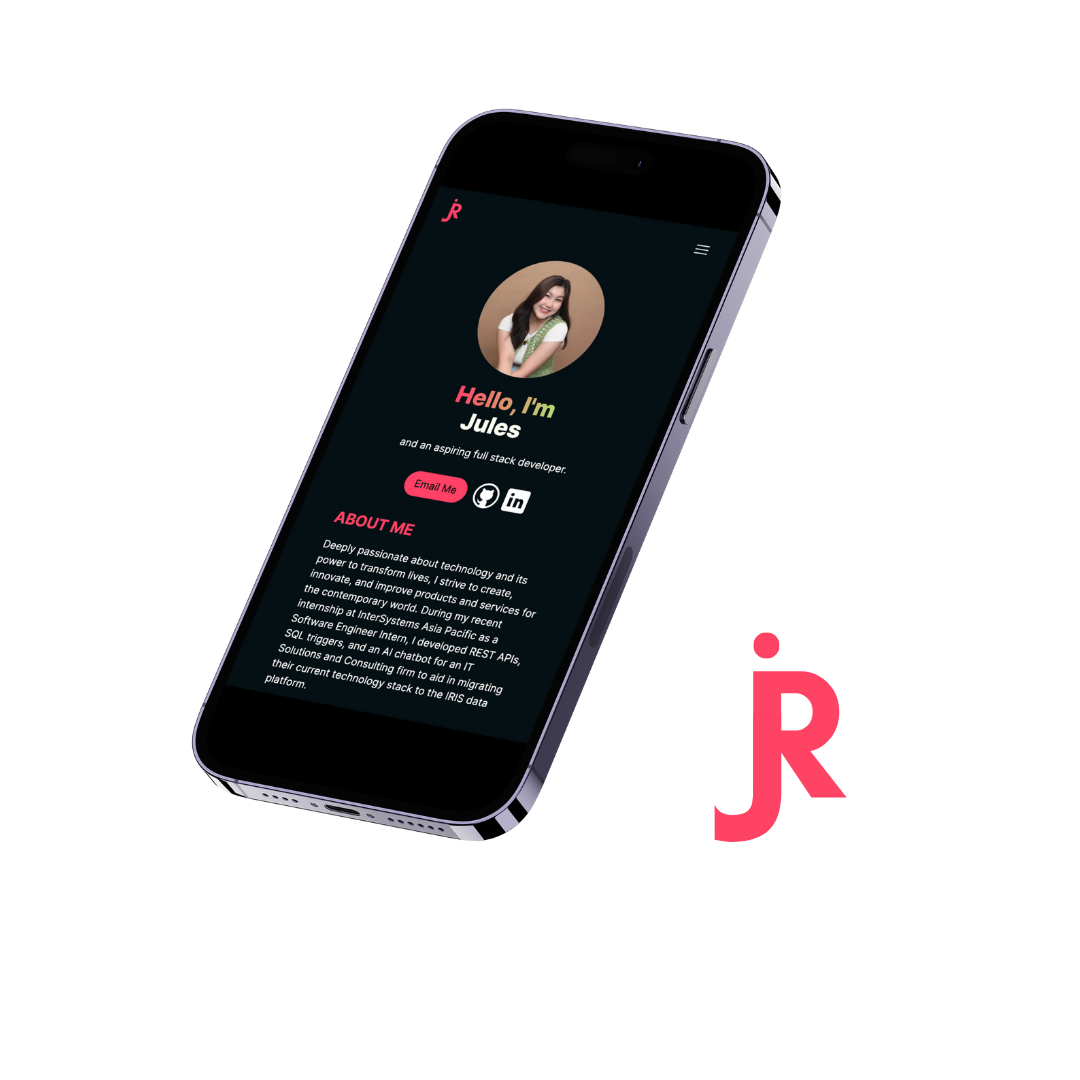 jR
Hello, I'm
Jules
and an aspiring full stack developer.
Email Me
in
ABOUT ME
Deeply passionate about technology and its
power to transform lives, I strive to create,
innovate, and improve products and services for
the contemporary world. During my recent
internship at InterSystems Asia Pacific as a
Software Engineer Intern, I developed REST APIs,
SQL triggers, and an AI chatbot for an IT
Solutions and Consulting firm to aid in migrating
their current technology stack to the IRIS data
platform.
jR